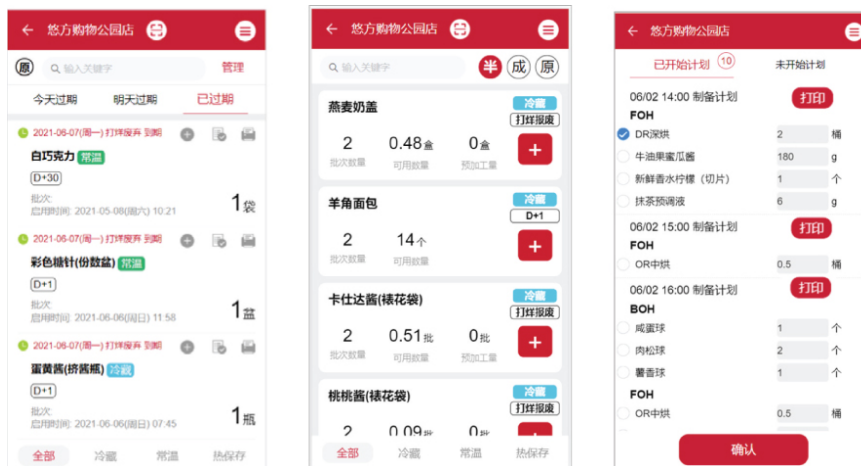 悠方购物公园店
原 输入关键字 管理
今天过期 明天过期 已过期
2021-06-07(周一)打烊废弃 到期
白巧克力 常温
D+30
批次:
启用时间: 2021-05-08(周六) 10:21
1袋
2021-06-07(周一)打烊废弃 到期
彩色糖针(份数盆) 常温
D+1
批次:
启用时间: 2021-06-06(周日) 11:58
1盆
2021-06-07(周一)打烊废弃 到期
蛋黄酱(挤酱瓶) 冷藏
D+1
批次:
启用时间: 2021-06-06(周日) 07:45
1瓶
全部 冷藏 常温 热保存
悠方购物公园店
输入关键字 半 成 原
燕麦奶盖 冷藏
打烊报废
2 0.48盒 0盒
批次数量 可用数量 预加工量
羊角面包 冷藏
D+1
2 14个
批次数量 可用数量
卡仕达酱(裱花袋) 冷藏
打烊报废
2 0.51批 0批
批次数量 可用数量 预加工量
桃桃酱(裱花袋) 冷藏
打烊报废
2 0.09批 0批
全部 冷藏 常温 热保存
悠方购物公园店
已开始计划 10 未开始计划
06/02 14:00 制备计划 打印
FOH
DR深烘 2 桶
牛油果蜜瓜酱 180 g
新鲜香水柠檬（切片） 1 个
抹茶预调液 6 g
06/02 15:00 制备计划 打印
FOH
OR中烘 0.5 桶
06/02 16:00 制备计划 打印
BOH
咸蛋球 1 个
肉松球 2 个
薯香球 1 个
FOH
OR中烘 0.5 桶
确认